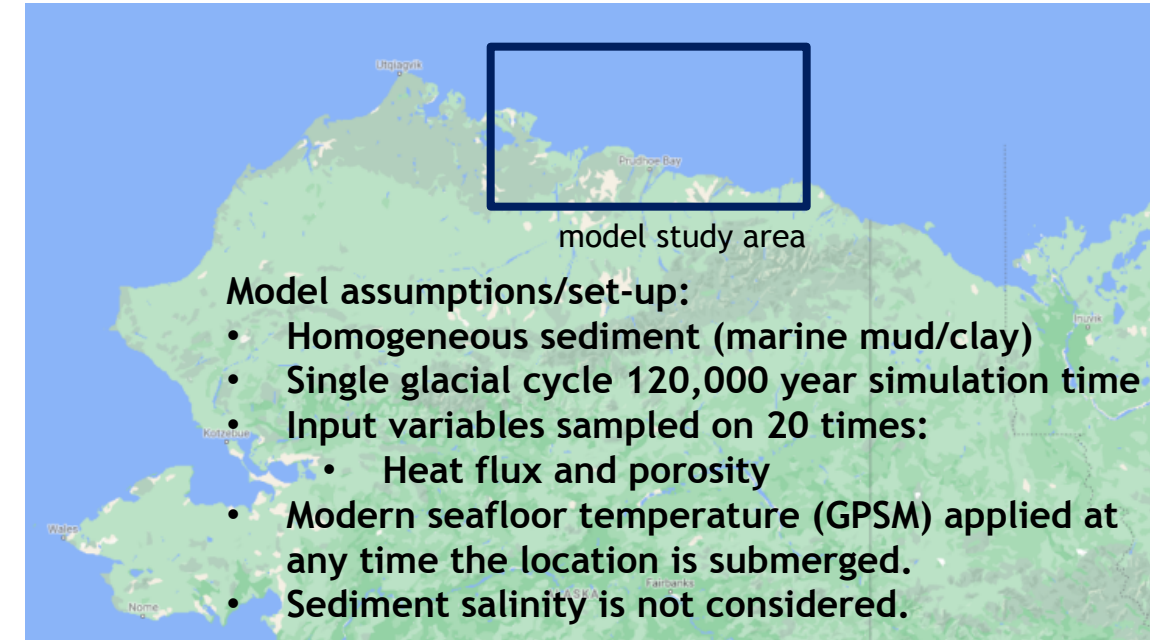 Utqiagvik
Prudhoe Bay
model study area
Model assumptions/set-up:
• Homogeneous sediment (marine mud/clay)
Inuvik
• Single glacial cycle 120,000 year simulation time
• Input variables sampled on 20 times:
Kotzebue
• Heat flux and porosity
• Modern seafloor temperature (GPSM) applied at
Wales
any time the location is submerged.
Fairbanks
ALASKA
• Sediment salinity is not considered.
Nome